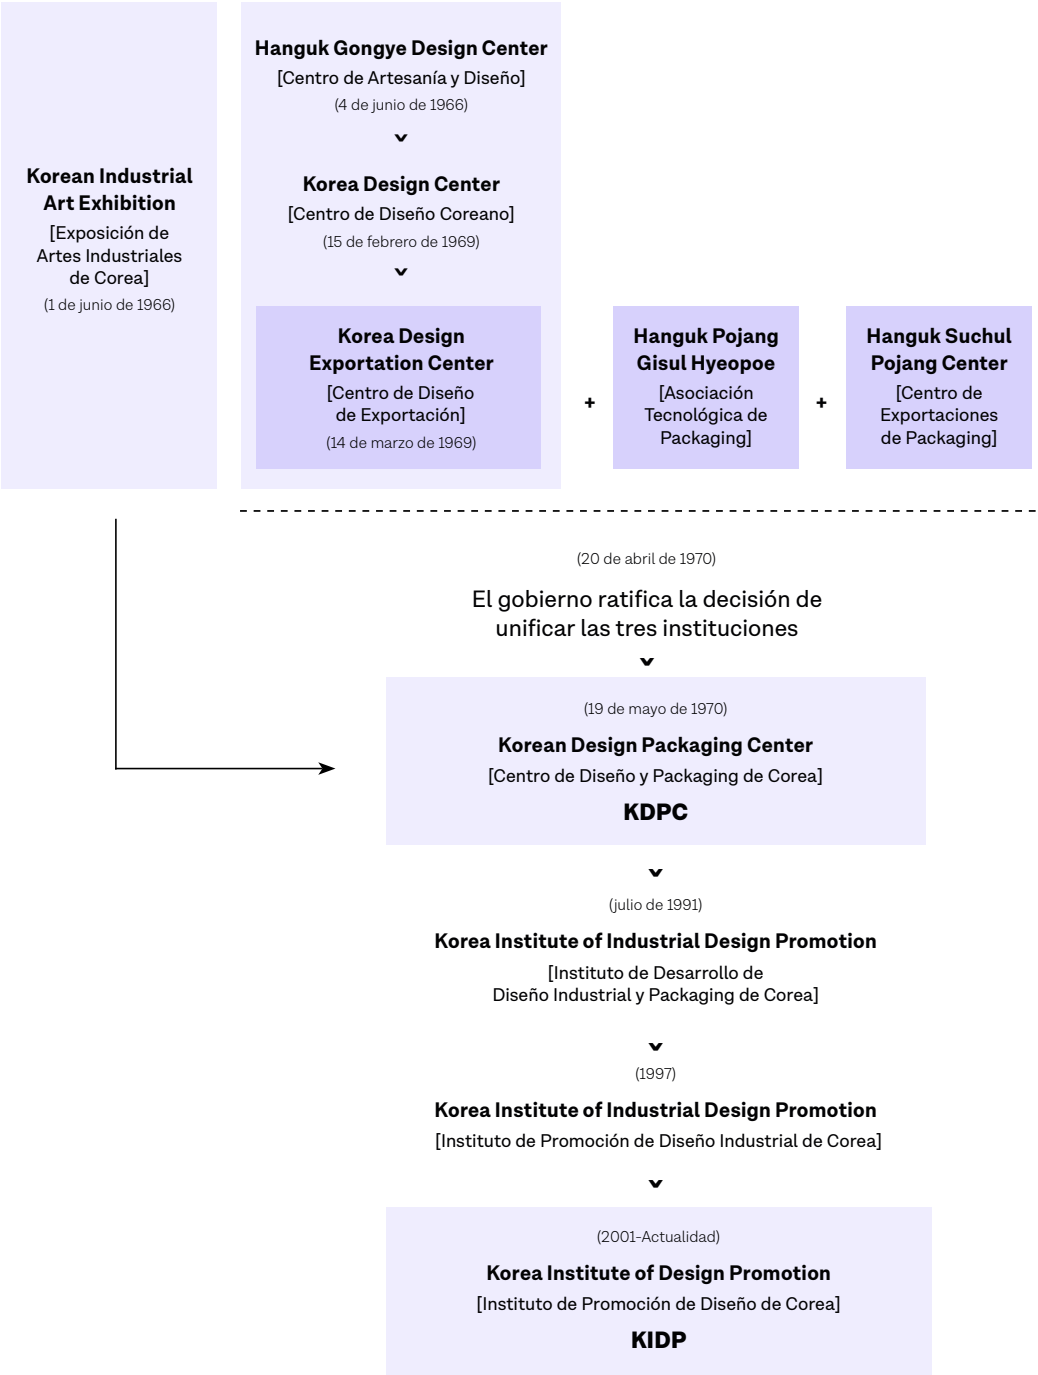 Korean Industrial
Art Exhibition
[Exposición de
Artes Industriales
de Corea]
(1 de junio de 1966)
Hanguk Gongye Design Center
[Centro de Artesanía y Diseño]
(4 de junio de 1966)
Korea Design Center
[Centro de Diseño Coreano]
(15 de febrero de 1969)
Korea Design
Exportation Center
[Centro de Diseño
de Exportación]
(14 de marzo de 1969)
+
Hanguk Pojang
Gisul Hyeopoe
[Asociación
Tecnológica de
Packaging]
+
Hanguk Suchul
Pojang Center
[Centro de
Exportaciones
de Packaging]
(20 de abril de 1970)
El gobierno ratifica la decisión de
unificar las tres instituciones
(19 de mayo de 1970)
Korean Design Packaging Center
[Centro de Diseño y Packaging de Corea]
KDPC
(julio de 1991)
Korea Institute of Industrial Design Promotion
[Instituto de Desarrollo de
Diseño Industrial y Packaging de Corea]
(1997)
Korea Institute of Industrial Design Promotion
[Instituto de Promoción de Diseño Industrial de Corea]
(2001-Actualidad)
Korea Institute of Design Promotion
[Instituto de Promoción de Diseño de Corea]
KIDP